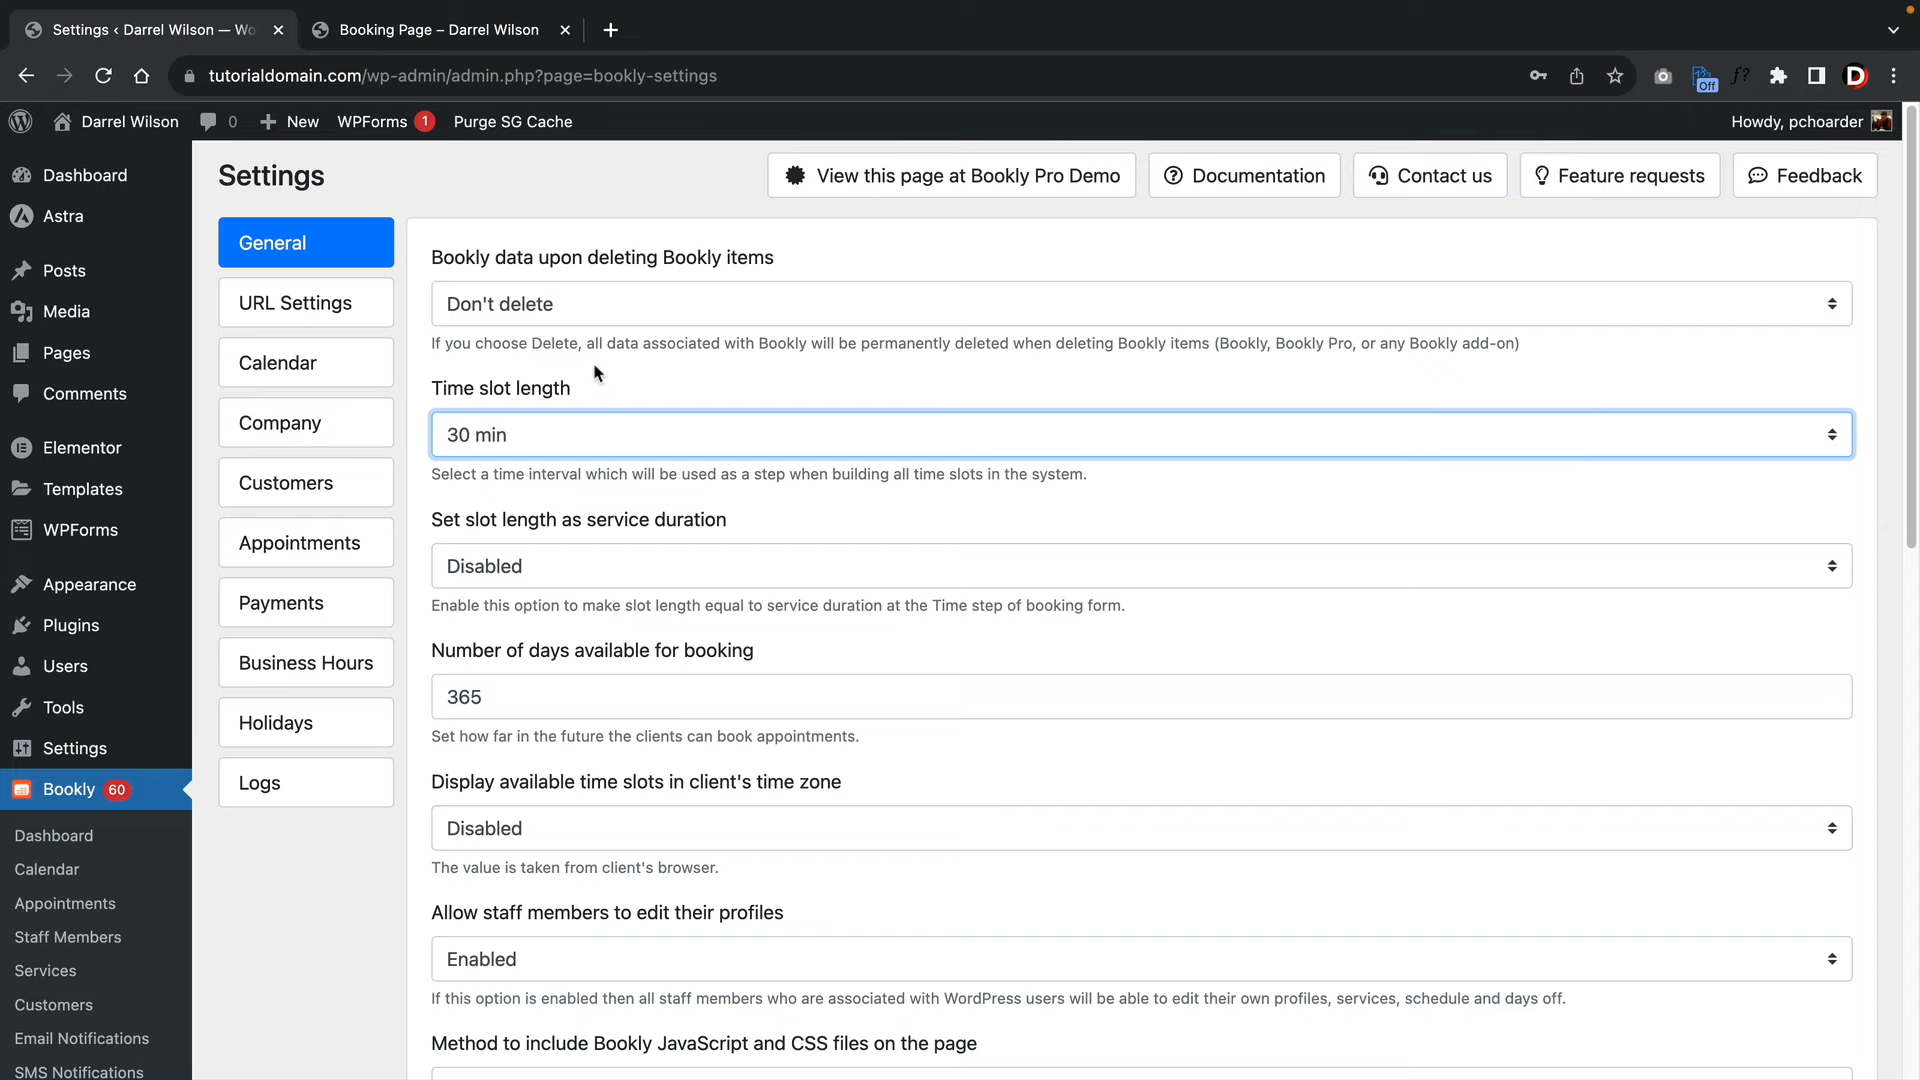 Settings < Darrel Wilson — Wo
Booking Page – Darrel Wilson
tutorialdomain.com/wp-admin/admin.php?page=bookly-settings
Off
f?
D
Darrel Wilson
0
New
WPForms 1
Purge SG Cache
Howdy, pchoarder
Dashboard
Astra
Posts
Media
Pages
Comments
Elementor
Templates
WPForms
Appearance
Plugins
Users
Tools
Settings
Bookly 60
Dashboard
Calendar
Appointments
Staff Members
Services
Customers
Email Notifications
SMS Notifications
Settings
View this page at Bookly Pro Demo
Documentation
Contact us
Feature requests
Feedback
General
URL Settings
Calendar
Company
Customers
Appointments
Payments
Business Hours
Holidays
Logs
Bookly data upon deleting Bookly items
Don't delete
If you choose Delete, all data associated with Bookly will be permanently deleted when deleting Bookly items (Bookly, Bookly Pro, or any Bookly add-on)
Time slot length
30 min
Select a time interval which will be used as a step when building all time slots in the system.
Set slot length as service duration
Disabled
Enable this option to make slot length equal to service duration at the Time step of booking form.
Number of days available for booking
365
Set how far in the future the clients can book appointments.
Display available time slots in client's time zone
Disabled
The value is taken from client's browser.
Allow staff members to edit their profiles
Enabled
If this option is enabled then all staff members who are associated with WordPress users will be able to edit their own profiles, services, schedule and days off.
Method to include Bookly JavaScript and CSS files on the page